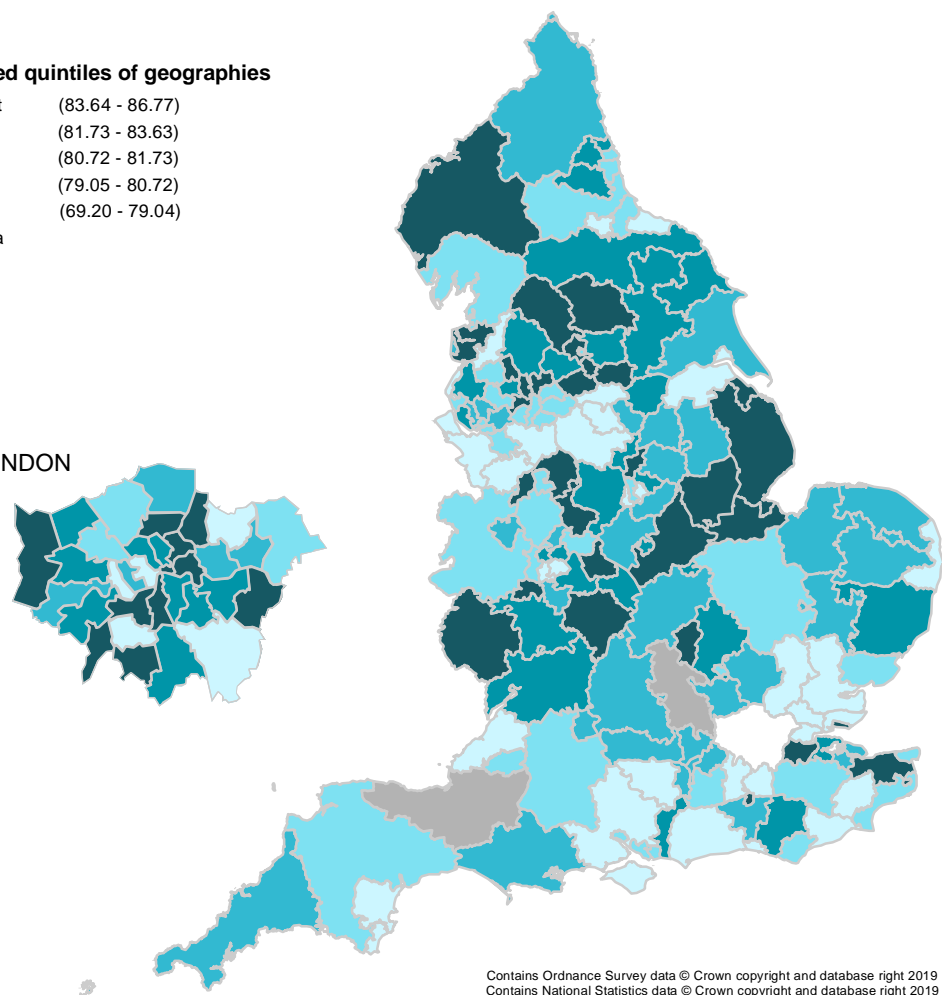 ed quintiles of geographies
t (83.64 - 86.77)
(81.73 - 83.63)
(80.72 - 81.73)
(79.05 - 80.72)
(69.20 - 79.04)
a
NDON
Contains Ordnance Survey data © Crown copyright and database right 2019
Contains National Statistics data © Crown copyright and database right 2019